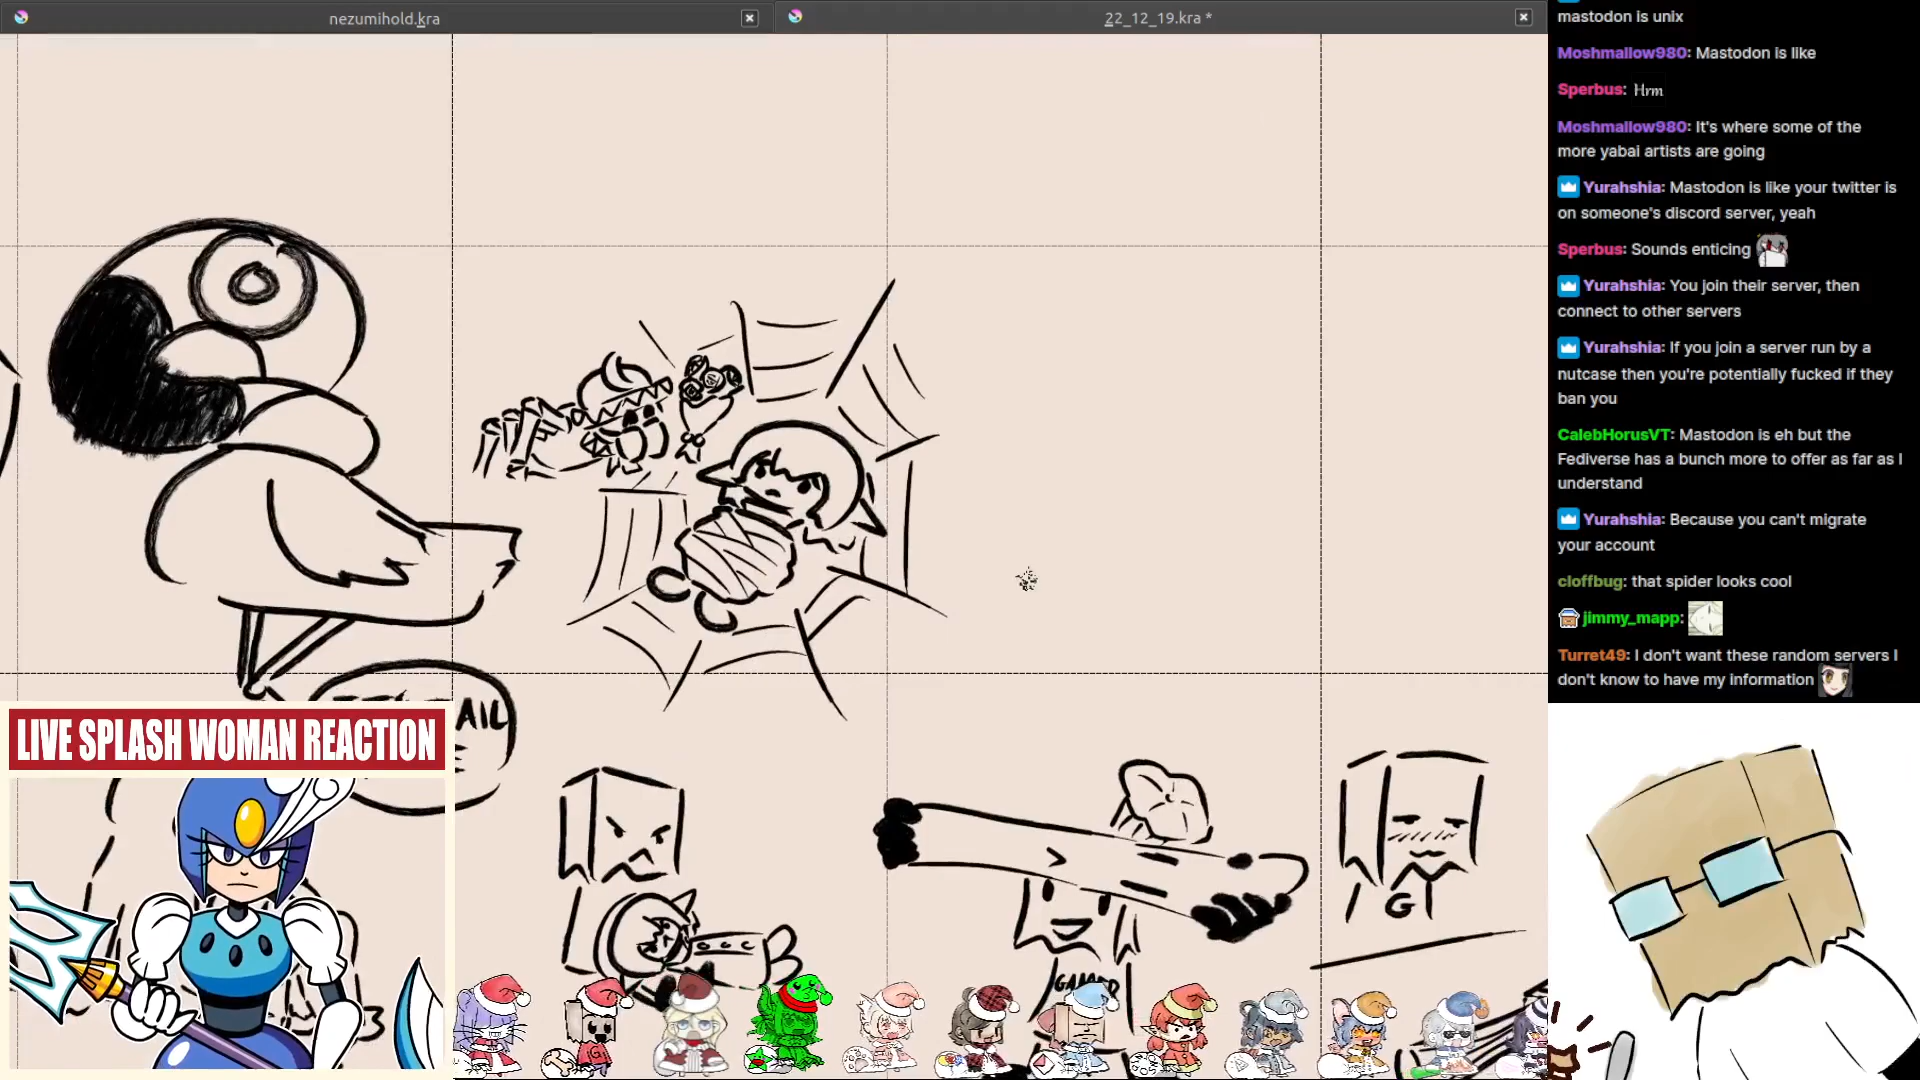 nezumihold.kra
22_12_19.kra *
mastodon is unix
Moshmallow980: Mastodon is like
Sperbus: Hrm
Moshmallow980: It's where some of the
more yabai artists are going
Yurahshia: Mastodon is like your twitter is
on someone's discord server, yeah
Sperbus: Sounds enticing
Yurahshia: You join their server, then
connect to other servers
Yurahshia: If you join a server run by a
nutcase then you're potentially fucked if they
ban you
CalebHorusVT: Mastodon is eh but the
Fediverse has a bunch more to offer as far as I
understand
Yurahshia: Because you can't migrate
your account
cloffbug: that spider looks cool
jimmy_mapp:
Turret49: I don't want these random servers I
don't know to have my information
AIL
LIVE SPLASH WOMAN REACTION
G
GAMER